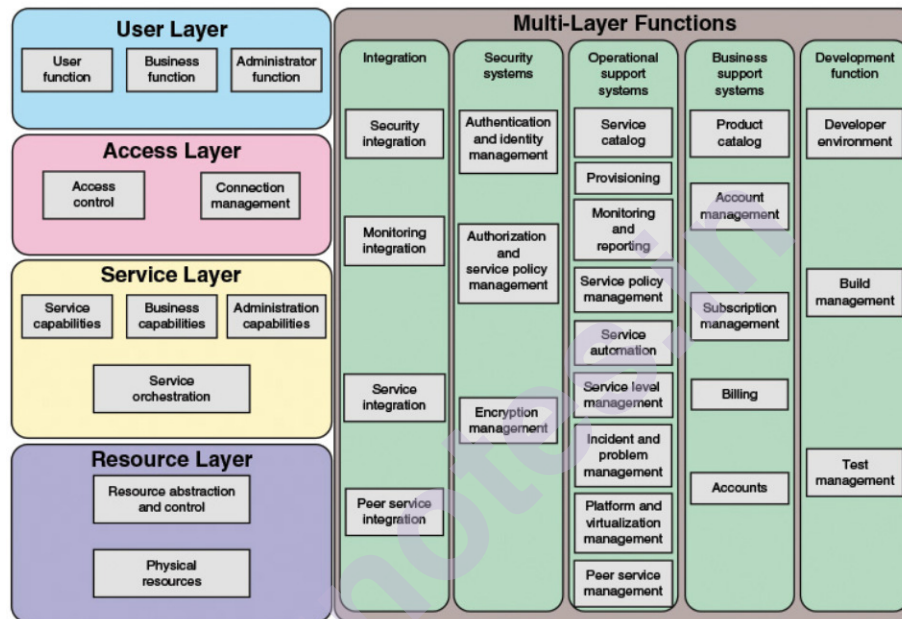 User Layer
User
function
Business
function
Administrator
function
Access Layer
Access
control
Connection
management
Service Layer
Service
capabilities
Business
capabilities
Administration
capabilities
Service
orchestration
Resource Layer
Resource abstraction
and control
Physical
resources
Multi-Layer Functions
Integration
Security
integration
Monitoring
integration
Service
integration
Peer service
integration
Security
systems
Authentication
and identity
management
Authorization
and
service policy
management
Encryption
management
Operational
support
systems
Service
catalog
Provisioning
Monitoring
and
reporting
Service policy
management
Service
automation
Service level
management
Incident and
problem
management
Platform and
virtualization
management
Peer service
management
Business
support
systems
Product
catalog
Account
management
Subscription
management
Billing
Accounts
Development
function
Developer
environment
Build
management
Test
management
notes.in